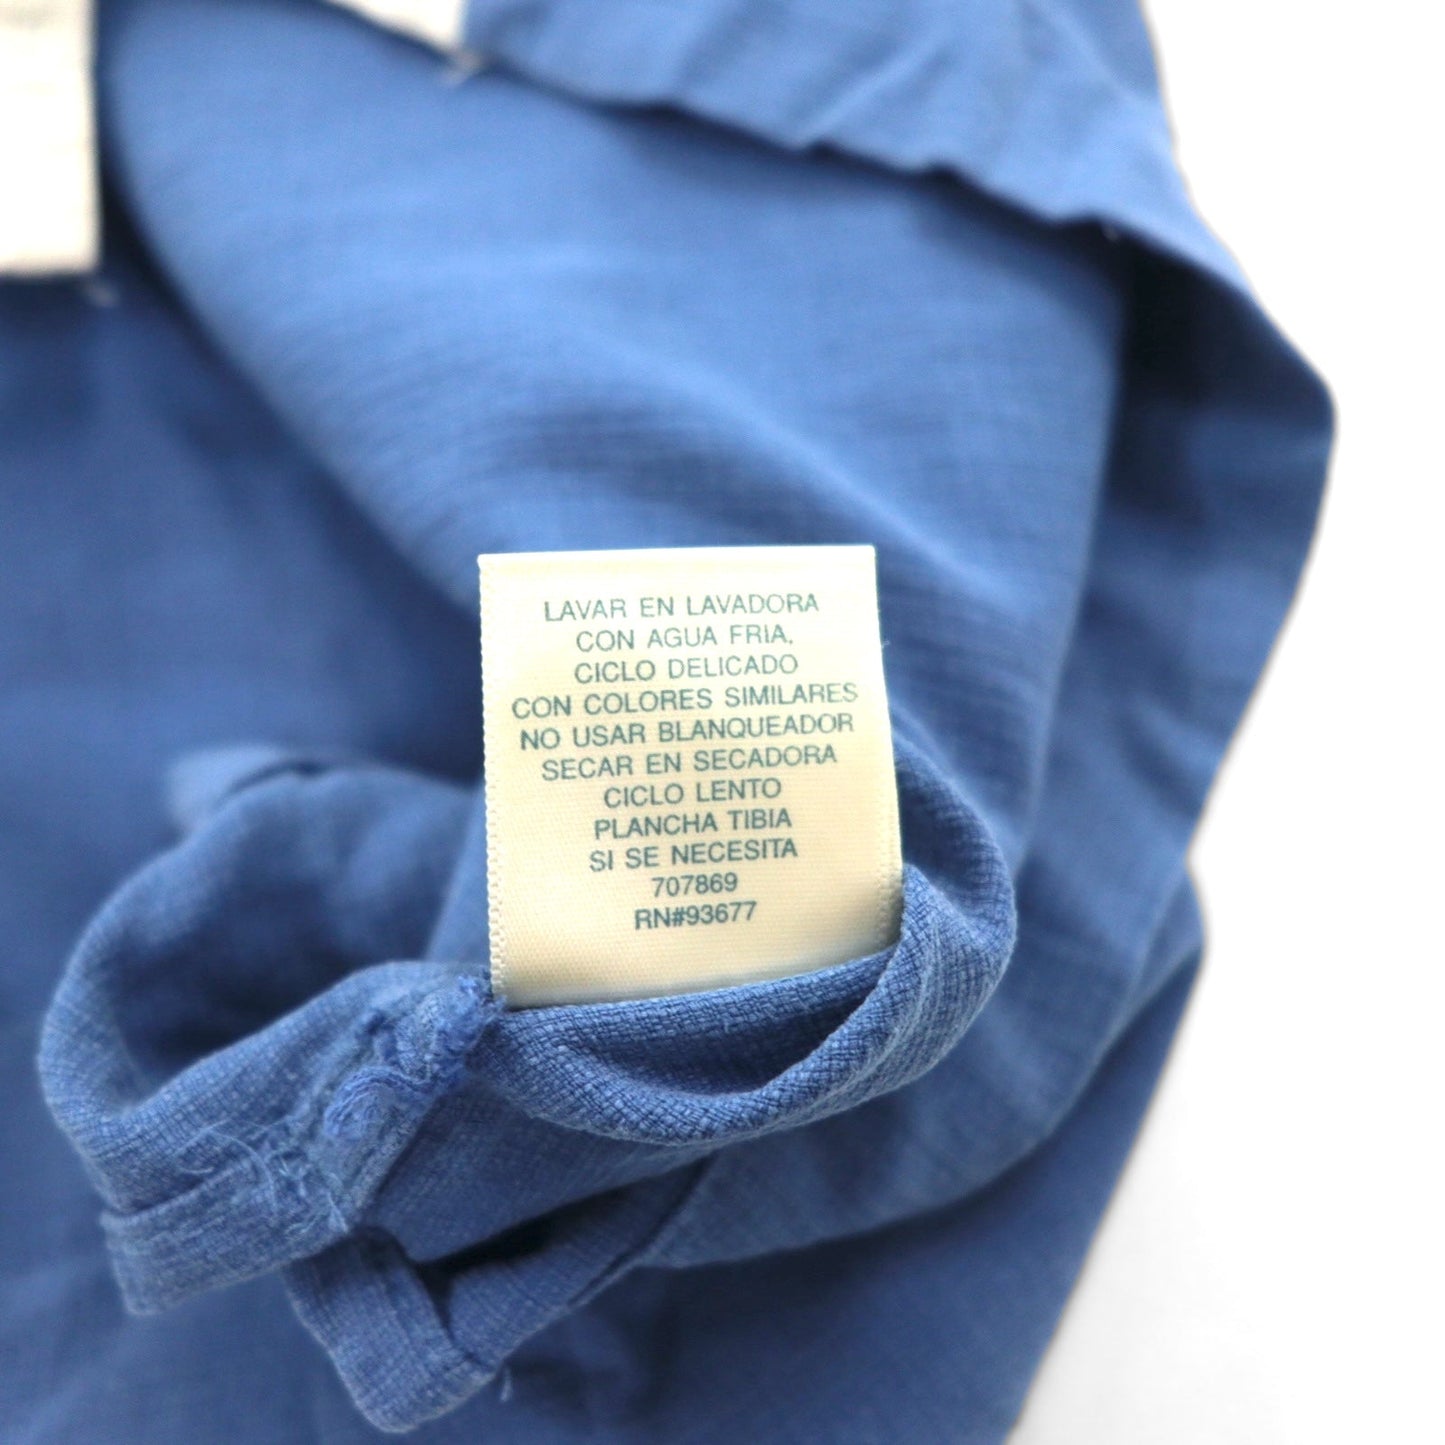 LAVAR EN LAVADORA
CON AGUA FRIA.
CICLO DELICADO
CON COLORES SIMILARES
NO USAR BLANQUEADOR
SECAR EN SECADORA
CICLO LENTO
PLANCHA TIBIA
SI SE NECESITA
707869
RN#93677